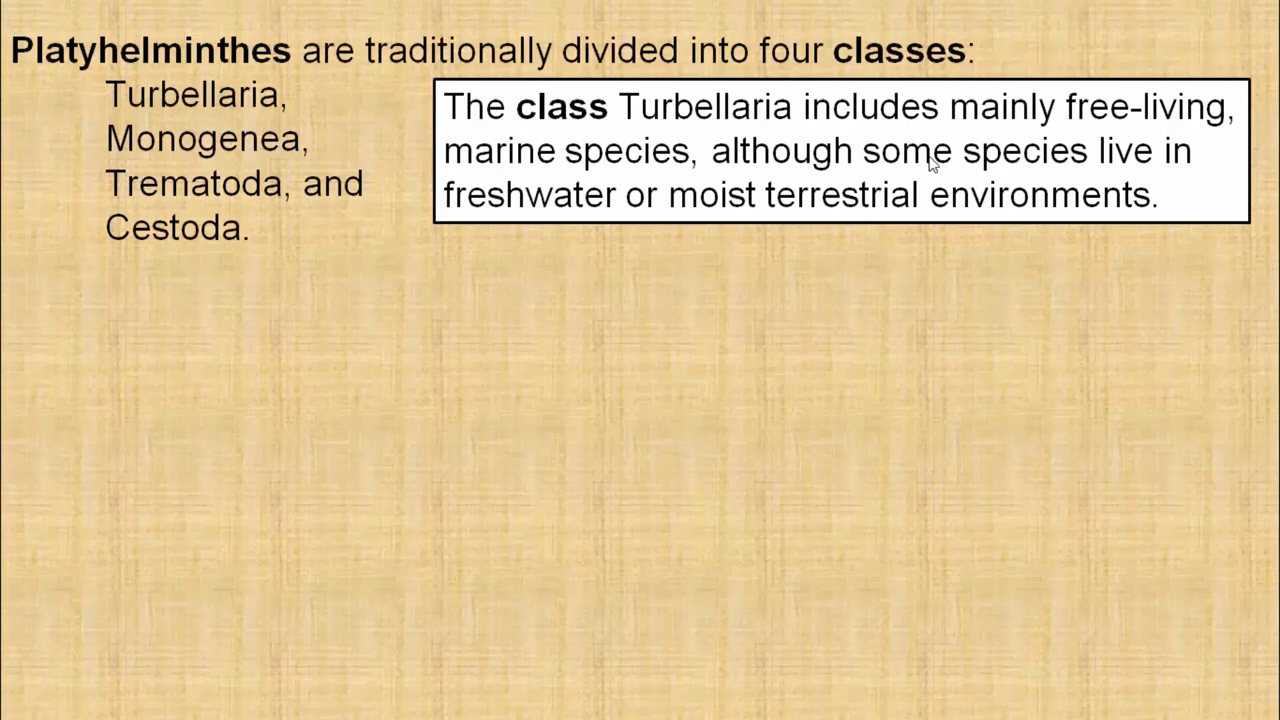 Platyhelminthes are traditionally divided into four classes:
Turbellaria,
Monogenea,
Trematoda, and
Cestoda.
The class Turbellaria includes mainly free-living,
marine species, although some species live in
freshwater or moist terrestrial environments.